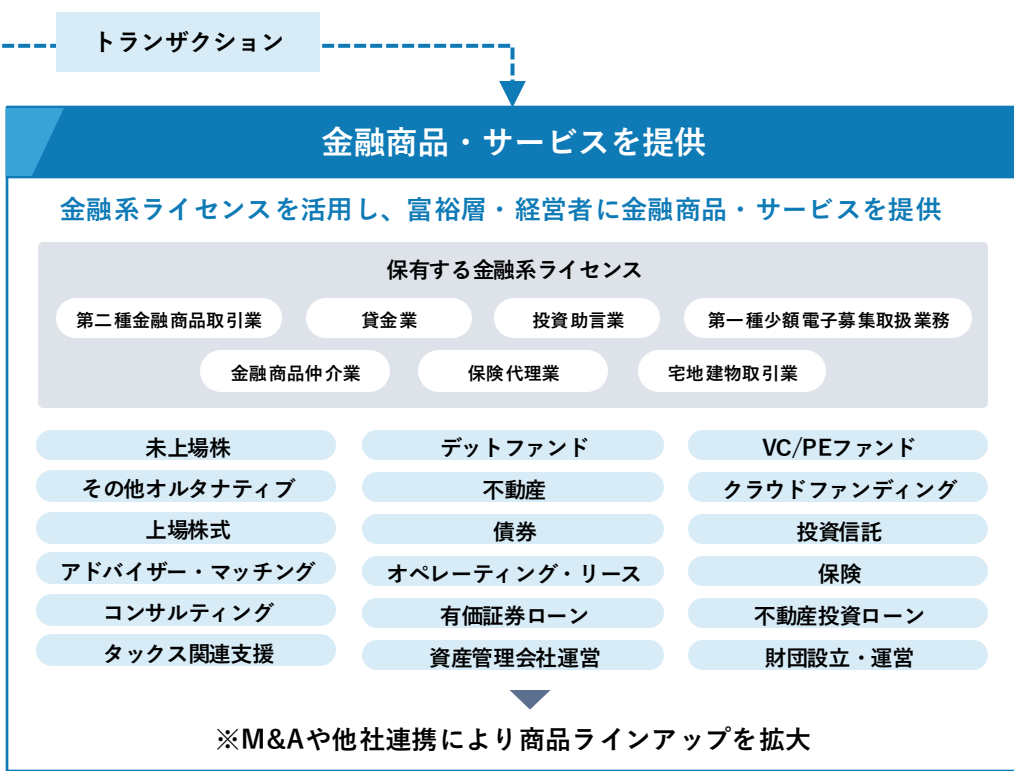 トランザクション
金融商品・サービスを提供
金融系ライセンスを活用し、富裕層・経営者に金融商品・サービスを提供
保有する金融系ライセンス
第二種金融商品取引業 貸金業 投資助言業 第一種少額電子募集取扱業務
金融商品仲介業 保険代理業 宅地建物取引業
未上場株 デットファンド VC/PEファンド
その他オルタナティブ 不動産 クラウドファンディング
上場株式 債券 投資信託
アドバイザー・マッチング オペレーティング・リース 保険
コンサルティング 有価証券ローン 不動産投資ローン
タックス関連支援 資産管理会社運営 財団設立・運営
※M&Aや他社連携により商品ラインアップを拡大